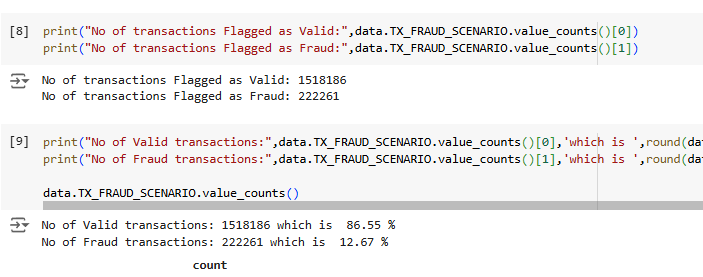 [8] print("No of transactions Flagged as Valid:",data.TX_FRAUD_SCENARIO.value_counts()[0])
print("No of transactions Flagged as Fraud:",data.TX_FRAUD_SCENARIO.value_counts()[1])
No of transactions Flagged as Valid: 1518186
No of transactions Flagged as Fraud: 222261
[9] print("No of Valid transactions:",data.TX_FRAUD_SCENARIO.value_counts()[0],'which is ',round(dat
print("No of Fraud transactions:",data.TX_FRAUD_SCENARIO.value_counts()[1],'which is ',round(dat
data.TX_FRAUD_SCENARIO.value_counts()
No of Valid transactions: 1518186 which is  86.55 %
No of Fraud transactions: 222261 which is  12.67 %
count